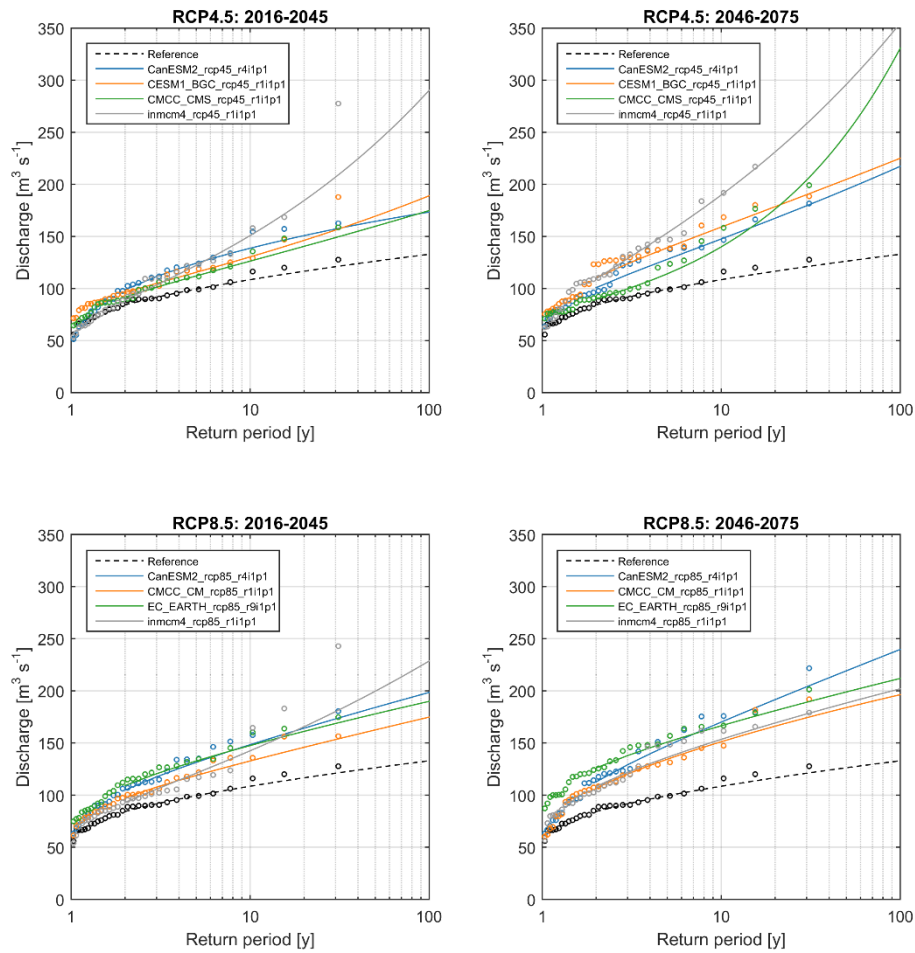 RCP4.5: 2016-2045
350
300
250
200
150
100
50
0
Discharge [m³ s⁻¹]
Reference
CanESM2_rcp45_r4i1p1
CESM1_BGC_rcp45_r1i1p1
CMCC_CMS_rcp45_r1i1p1
inmcm4_rcp45_r1i1p1
1
10
100
Return period [y]
RCP4.5: 2046-2075
350
300
250
200
150
100
50
0
Discharge [m³ s⁻¹]
Reference
CanESM2_rcp45_r4i1p1
CESM1_BGC_rcp45_r1i1p1
CMCC_CMS_rcp45_r1i1p1
inmcm4_rcp45_r1i1p1
1
10
100
Return period [y]
RCP8.5: 2016-2045
350
300
250
200
150
100
50
0
Discharge [m³ s⁻¹]
Reference
CanESM2_rcp85_r4i1p1
CMCC_CM_rcp85_r1i1p1
EC_EARTH_rcp85_r9i1p1
inmcm4_rcp85_r1i1p1
1
10
100
Return period [y]
RCP8.5: 2046-2075
350
300
250
200
150
100
50
0
Discharge [m³ s⁻¹]
Reference
CanESM2_rcp85_r4i1p1
CMCC_CM_rcp85_r1i1p1
EC_EARTH_rcp85_r9i1p1
inmcm4_rcp85_r1i1p1
1
10
100
Return period [y]